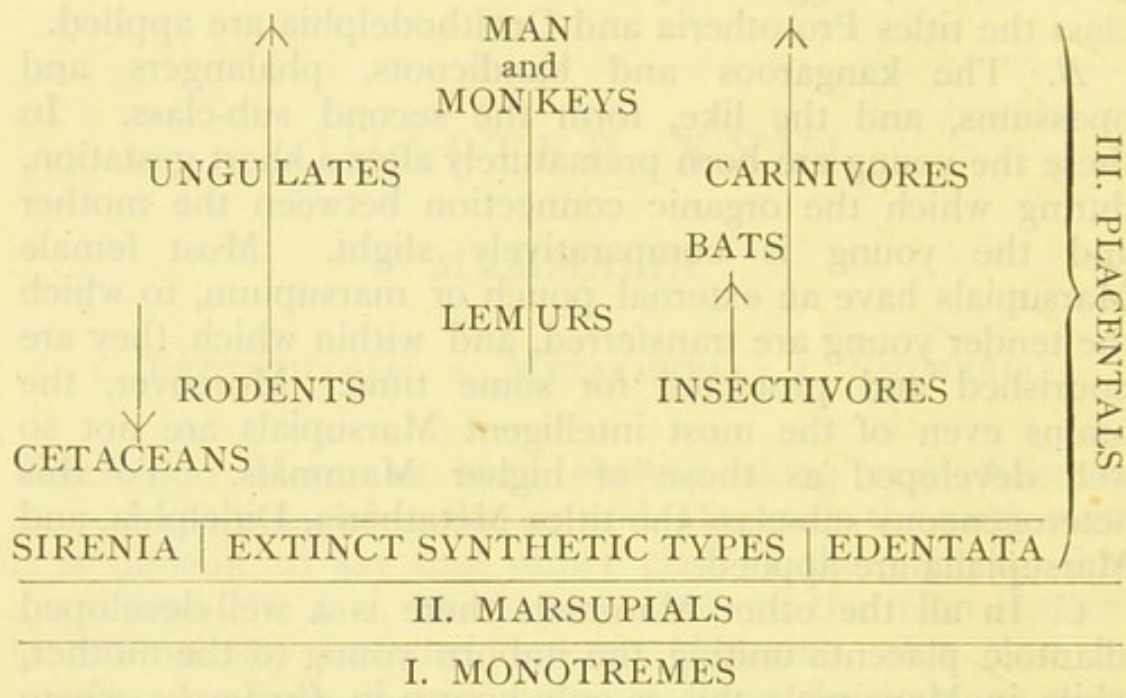 MAN
and
MONKEYS
UNGULATES CARNIVORES
BATS
LEMURS
RODENTS INSECTIVORES
CETACEANS
III. PLACENTALS
SIRENIA EXTINCT SYNTHETIC TYPES EDENTATA
II. MARSUPIALS
I. MONOTREMES